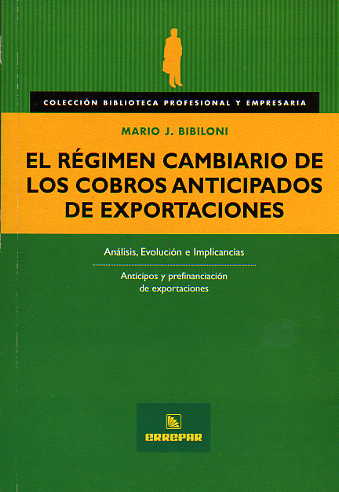 COLECCIÓN BIBLIOTECA PROFESIONAL Y EMPRESARIA
MARIO J. BIBILONI
EL RÉGIMEN CAMBIARIO DE
LOS COBROS ANTICIPADOS
DE EXPORTACIONES
Análisis, Evolución e Implicancias
Anticipos y prefinanciación
de exportaciones
ERREPAR